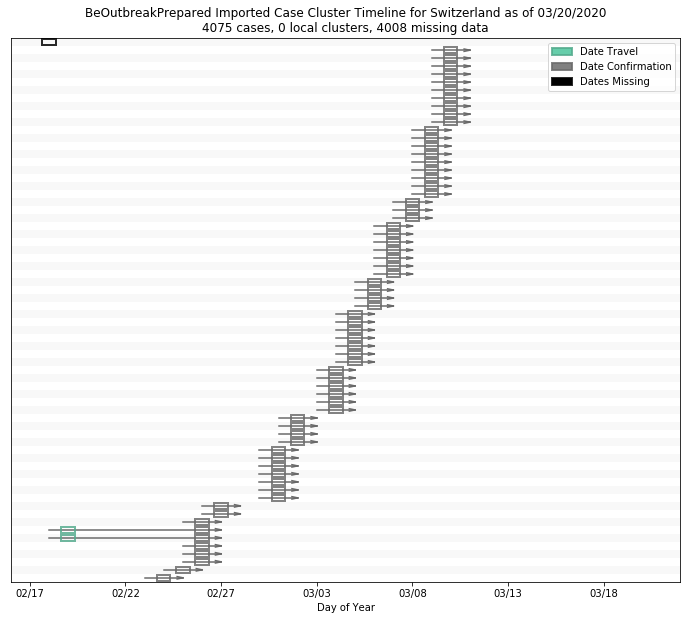 BeOutbreakPrepared Imported Case Cluster Timeline for Switzerland as of 03/20/2020
4075 cases, 0 local clusters, 4008 missing data
Date Travel
Date Confirmation
Dates Missing
02/17 02/22 02/27 03/03 03/08 03/13 03/18
Day of Year